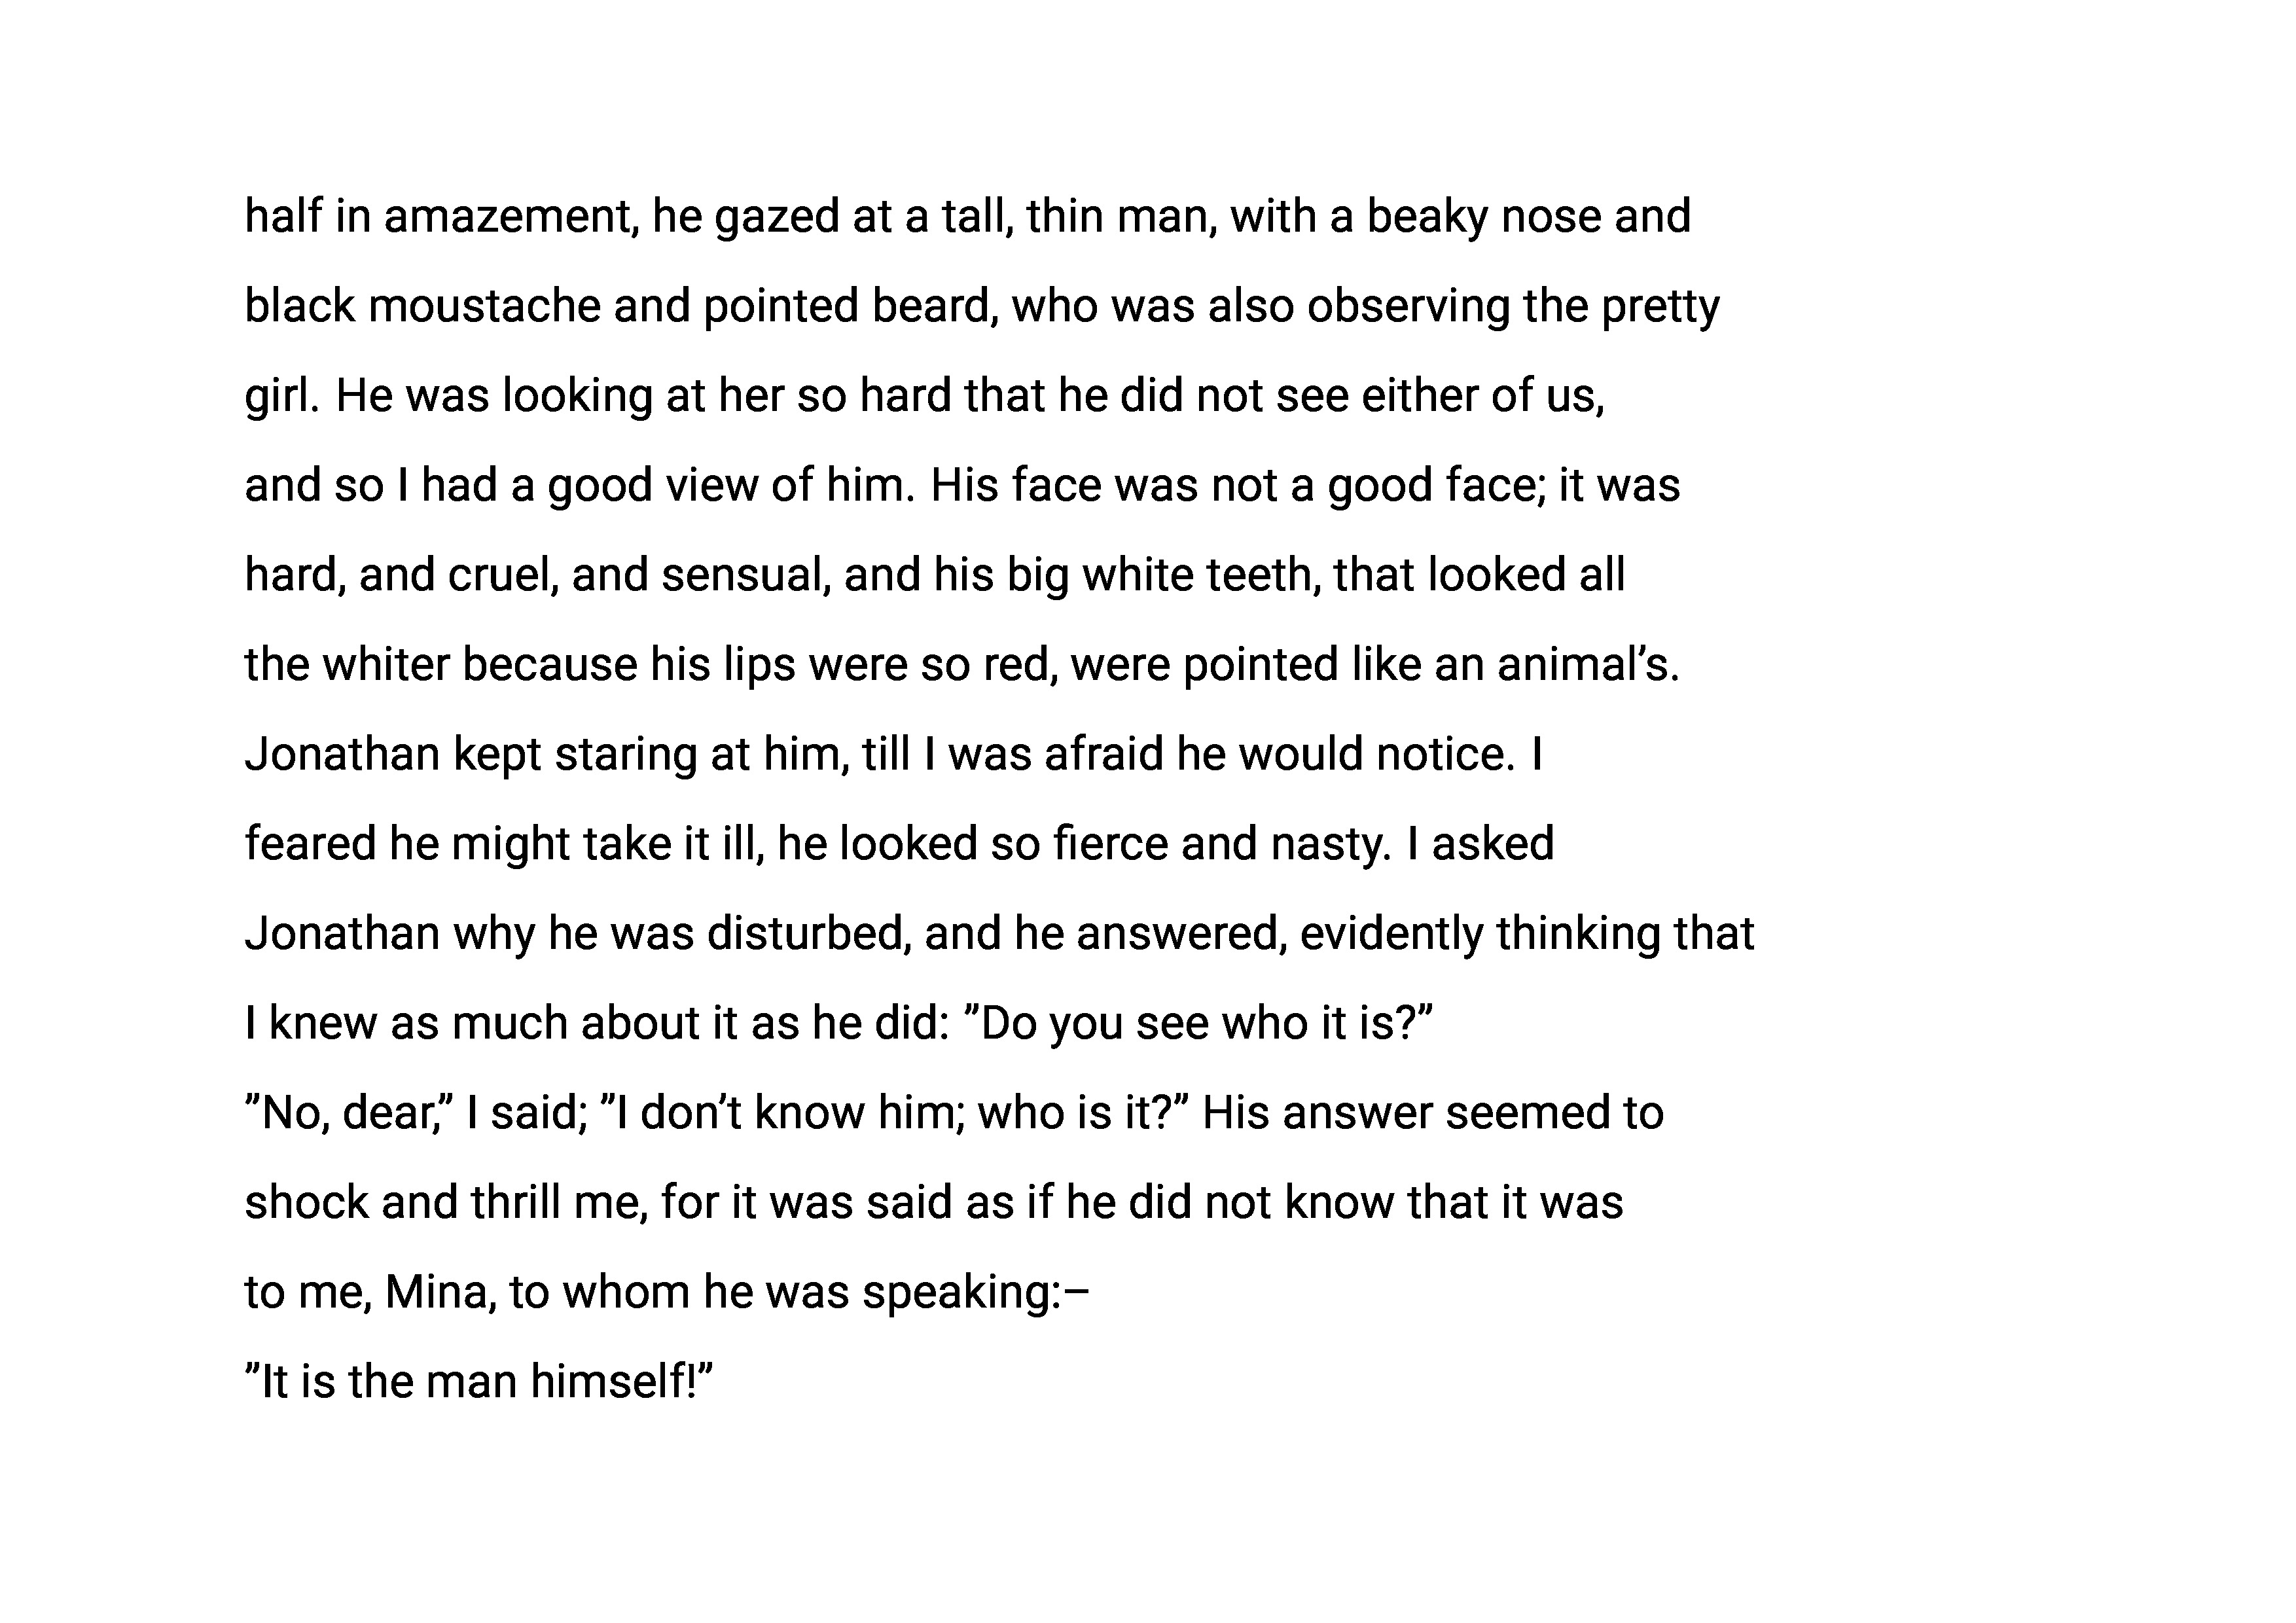 half in amazement, he gazed at a tall, thin man, with a beaky nose and
black moustache and pointed beard, who was also observing the pretty
girl. He was looking at her so hard that he did not see either of us,
and so I had a good view of him. His face was not a good face; it was
hard, and cruel, and sensual, and his big white teeth, that looked all
the whiter because his lips were so red, were pointed like an animal’s.
Jonathan kept staring at him, till I was afraid he would notice. I
feared he might take it ill, he looked so fierce and nasty. I asked
Jonathan why he was disturbed, and he answered, evidently thinking that
I knew as much about it as he did: ”Do you see who it is?”
”No, dear,” I said; ”I don’t know him; who is it?” His answer seemed to
shock and thrill me, for it was said as if he did not know that it was
to me, Mina, to whom he was speaking:–
”It is the man himself!”